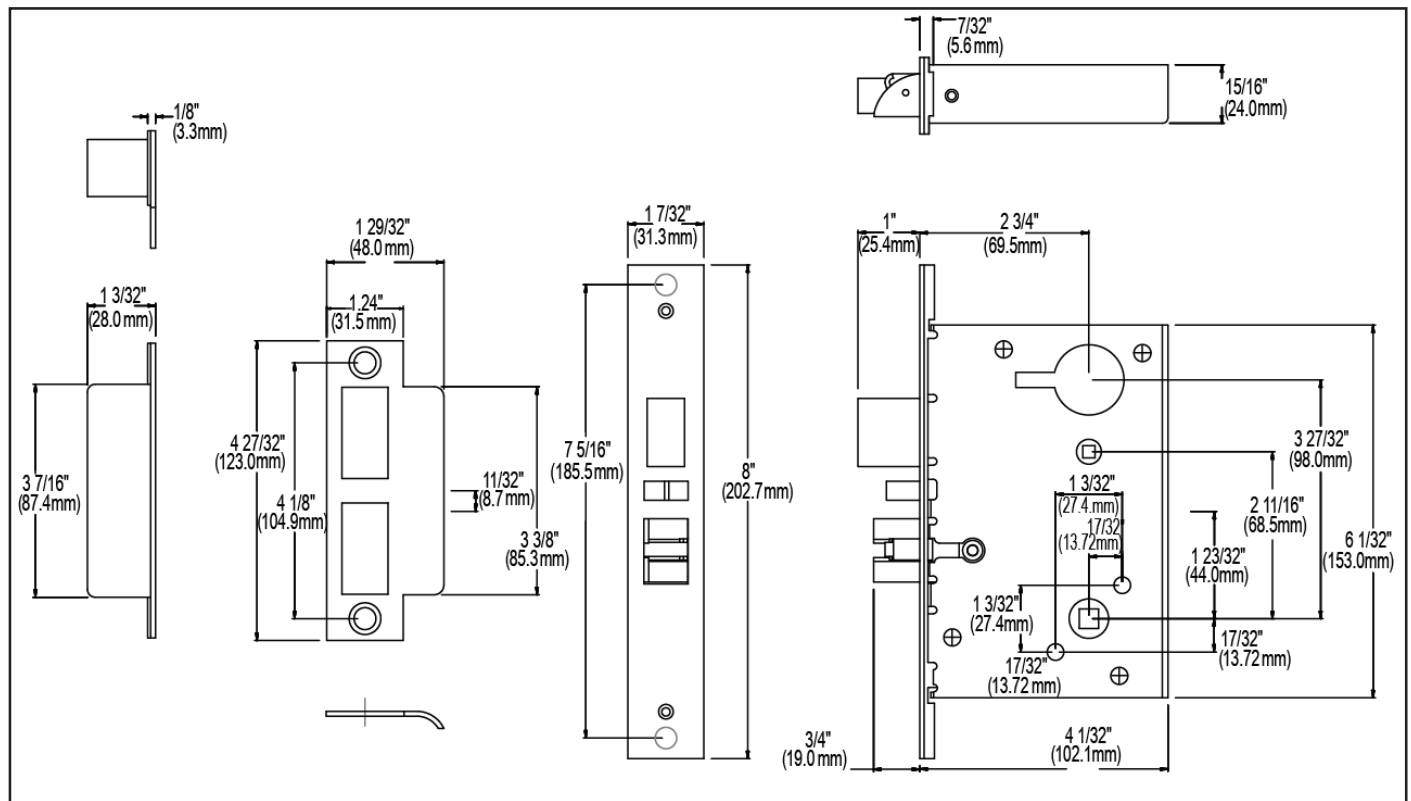 7/32"
(5.6mm)
15/16"
(24.0mm)
1/8"
(3.3mm)
1 29/32"
(48.0mm)
1 7/32"
(31.3mm)
1"
(25.4mm)
2 3/4"
(69.5mm)
1 3/32"
(28.0mm)
1.24"
(31.5mm)
3 7/16"
(87.4mm)
4 27/32"
(123.0mm)
4 1/8"
(104.9mm)
11/32"
(8.7mm)
3 3/8"
(85.3mm)
7 5/16"
(185.5mm)
8"
(202.7mm)
3 27/32"
(98.0mm)
1 3/32"
(27.4.mm)
2 11/16"
(68.5mm)
17/32"
(13.72mm)
1 23/32"
(44.0mm)
6 1/32"
(153.0mm)
1 3/32"
(27.4mm)
17/32"
(13.72mm)
17/32"
(13.72mm)
3/4"
(19.0mm)
4 1/32"
(102.1mm)